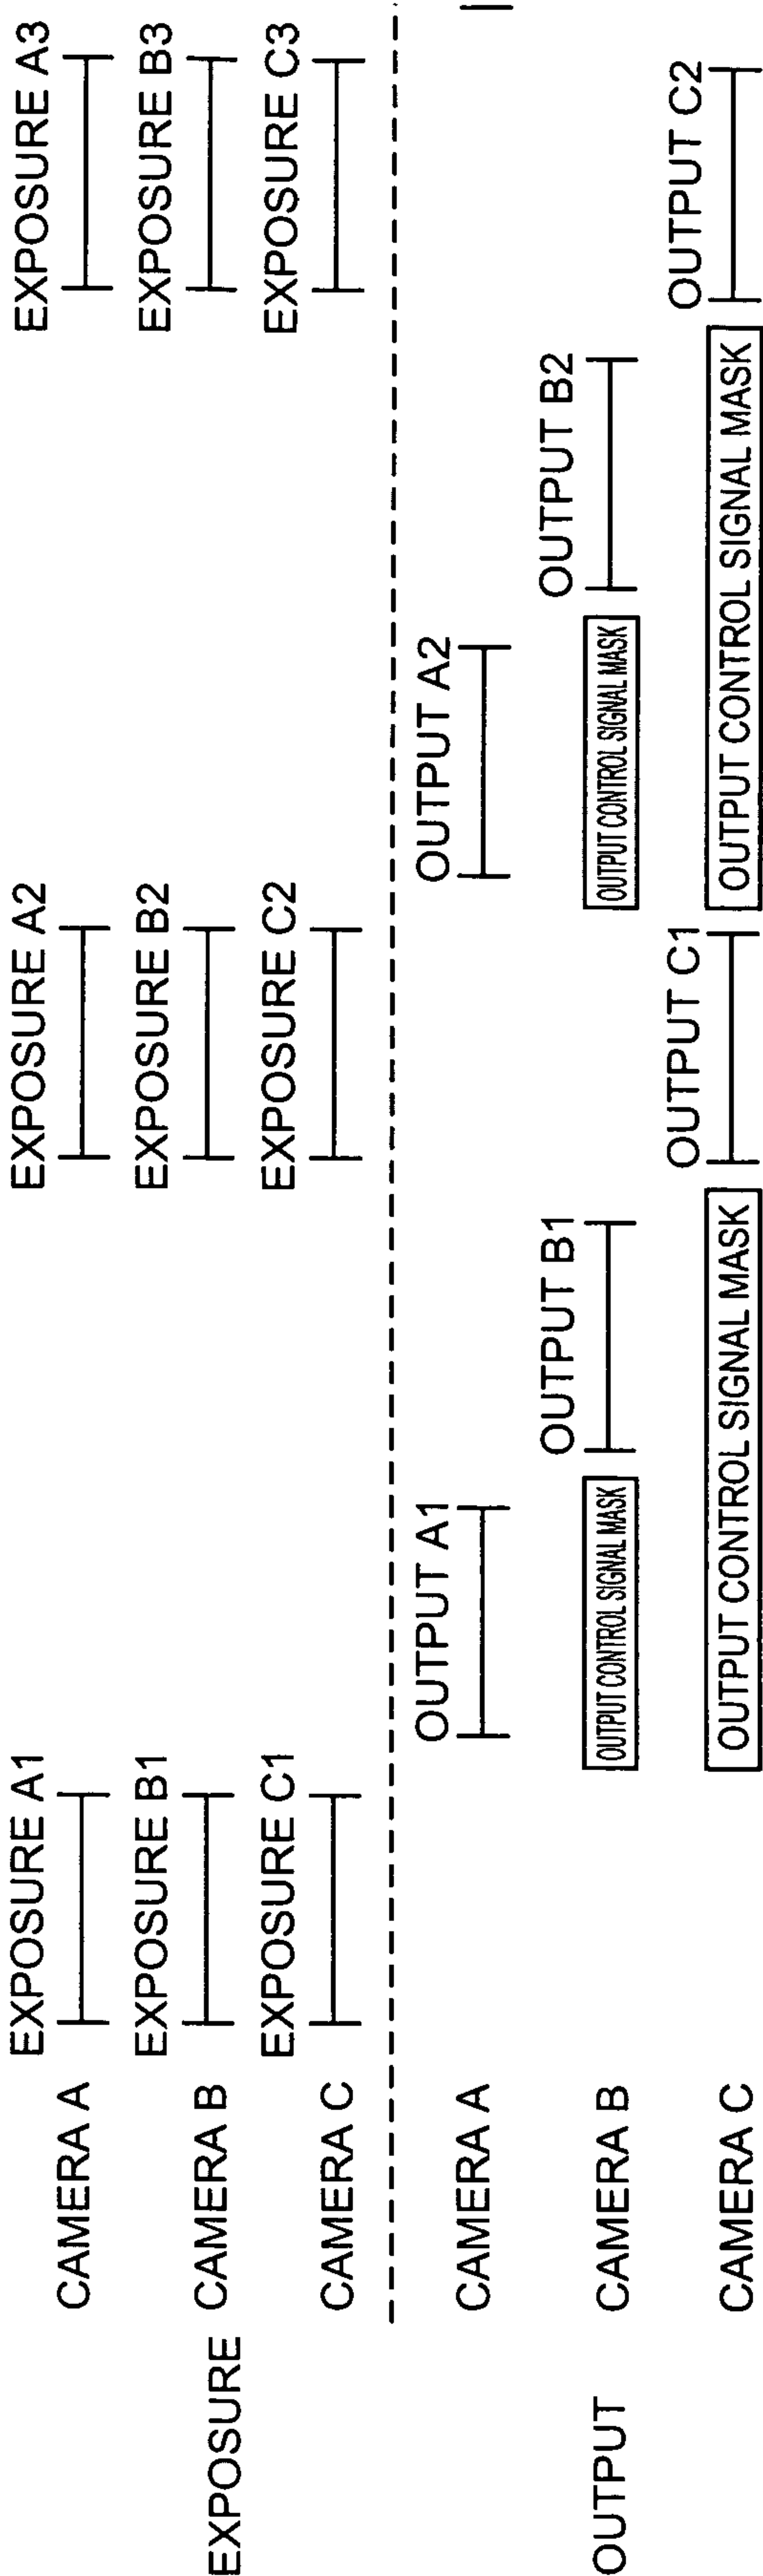 EXPOSURE A1
EXPOSURE A2
EXPOSURE A3
CAMERA A
EXPOSURE B1
EXPOSURE B2
EXPOSURE B3
EXPOSURE
CAMERA B
EXPOSURE C1
EXPOSURE C2
EXPOSURE C3
CAMERA C
OUTPUT A1
OUTPUT A2
CAMERA A
OUTPUT B1
OUTPUT B2
OUTPUT
CAMERA B
OUTPUT CONTROL SIGNAL MASK
OUTPUT CONTROL SIGNAL MASK
OUTPUT C1
OUTPUT C2
CAMERA C
OUTPUT CONTROL SIGNAL MASK
OUTPUT CONTROL SIGNAL MASK